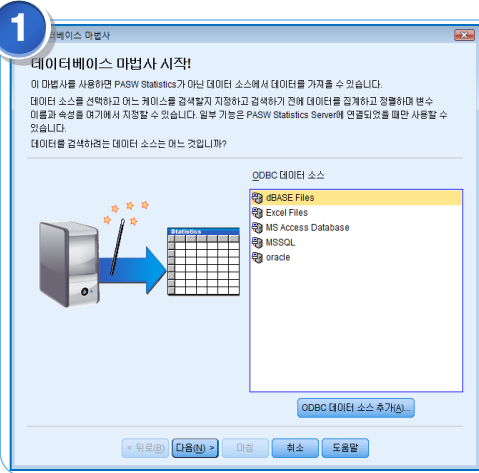 1
터베이스 마법사
데이터베이스 마법사 시작!
이 마법사를 사용하면 PASW Statistics가 아닌 데이터 소스에서 데이터를 가져올 수 있습니다.
데이터 소스를 선택하고 어느 케이스를 검색할지 지정하고 검색하기 전에 데이터를 집계하고 정렬하며 변수
이름과 속성을 여기에서 지정할 수 있습니다. 일부 기능은 PASW Statistics Server에 연결되었을 때만 사용할 수
있습니다.
데이터를 검색하려는 데이터 소스는 어느 것입니까?
ODBC 데이터 소스
dBASE Files
Excel Files
MS Access Database
MSSQL
oracle
Statistics
ODBC 데이터 소스 추가(A)...
< 뒤로(B) 다음(N) > 마침 취소 도움말